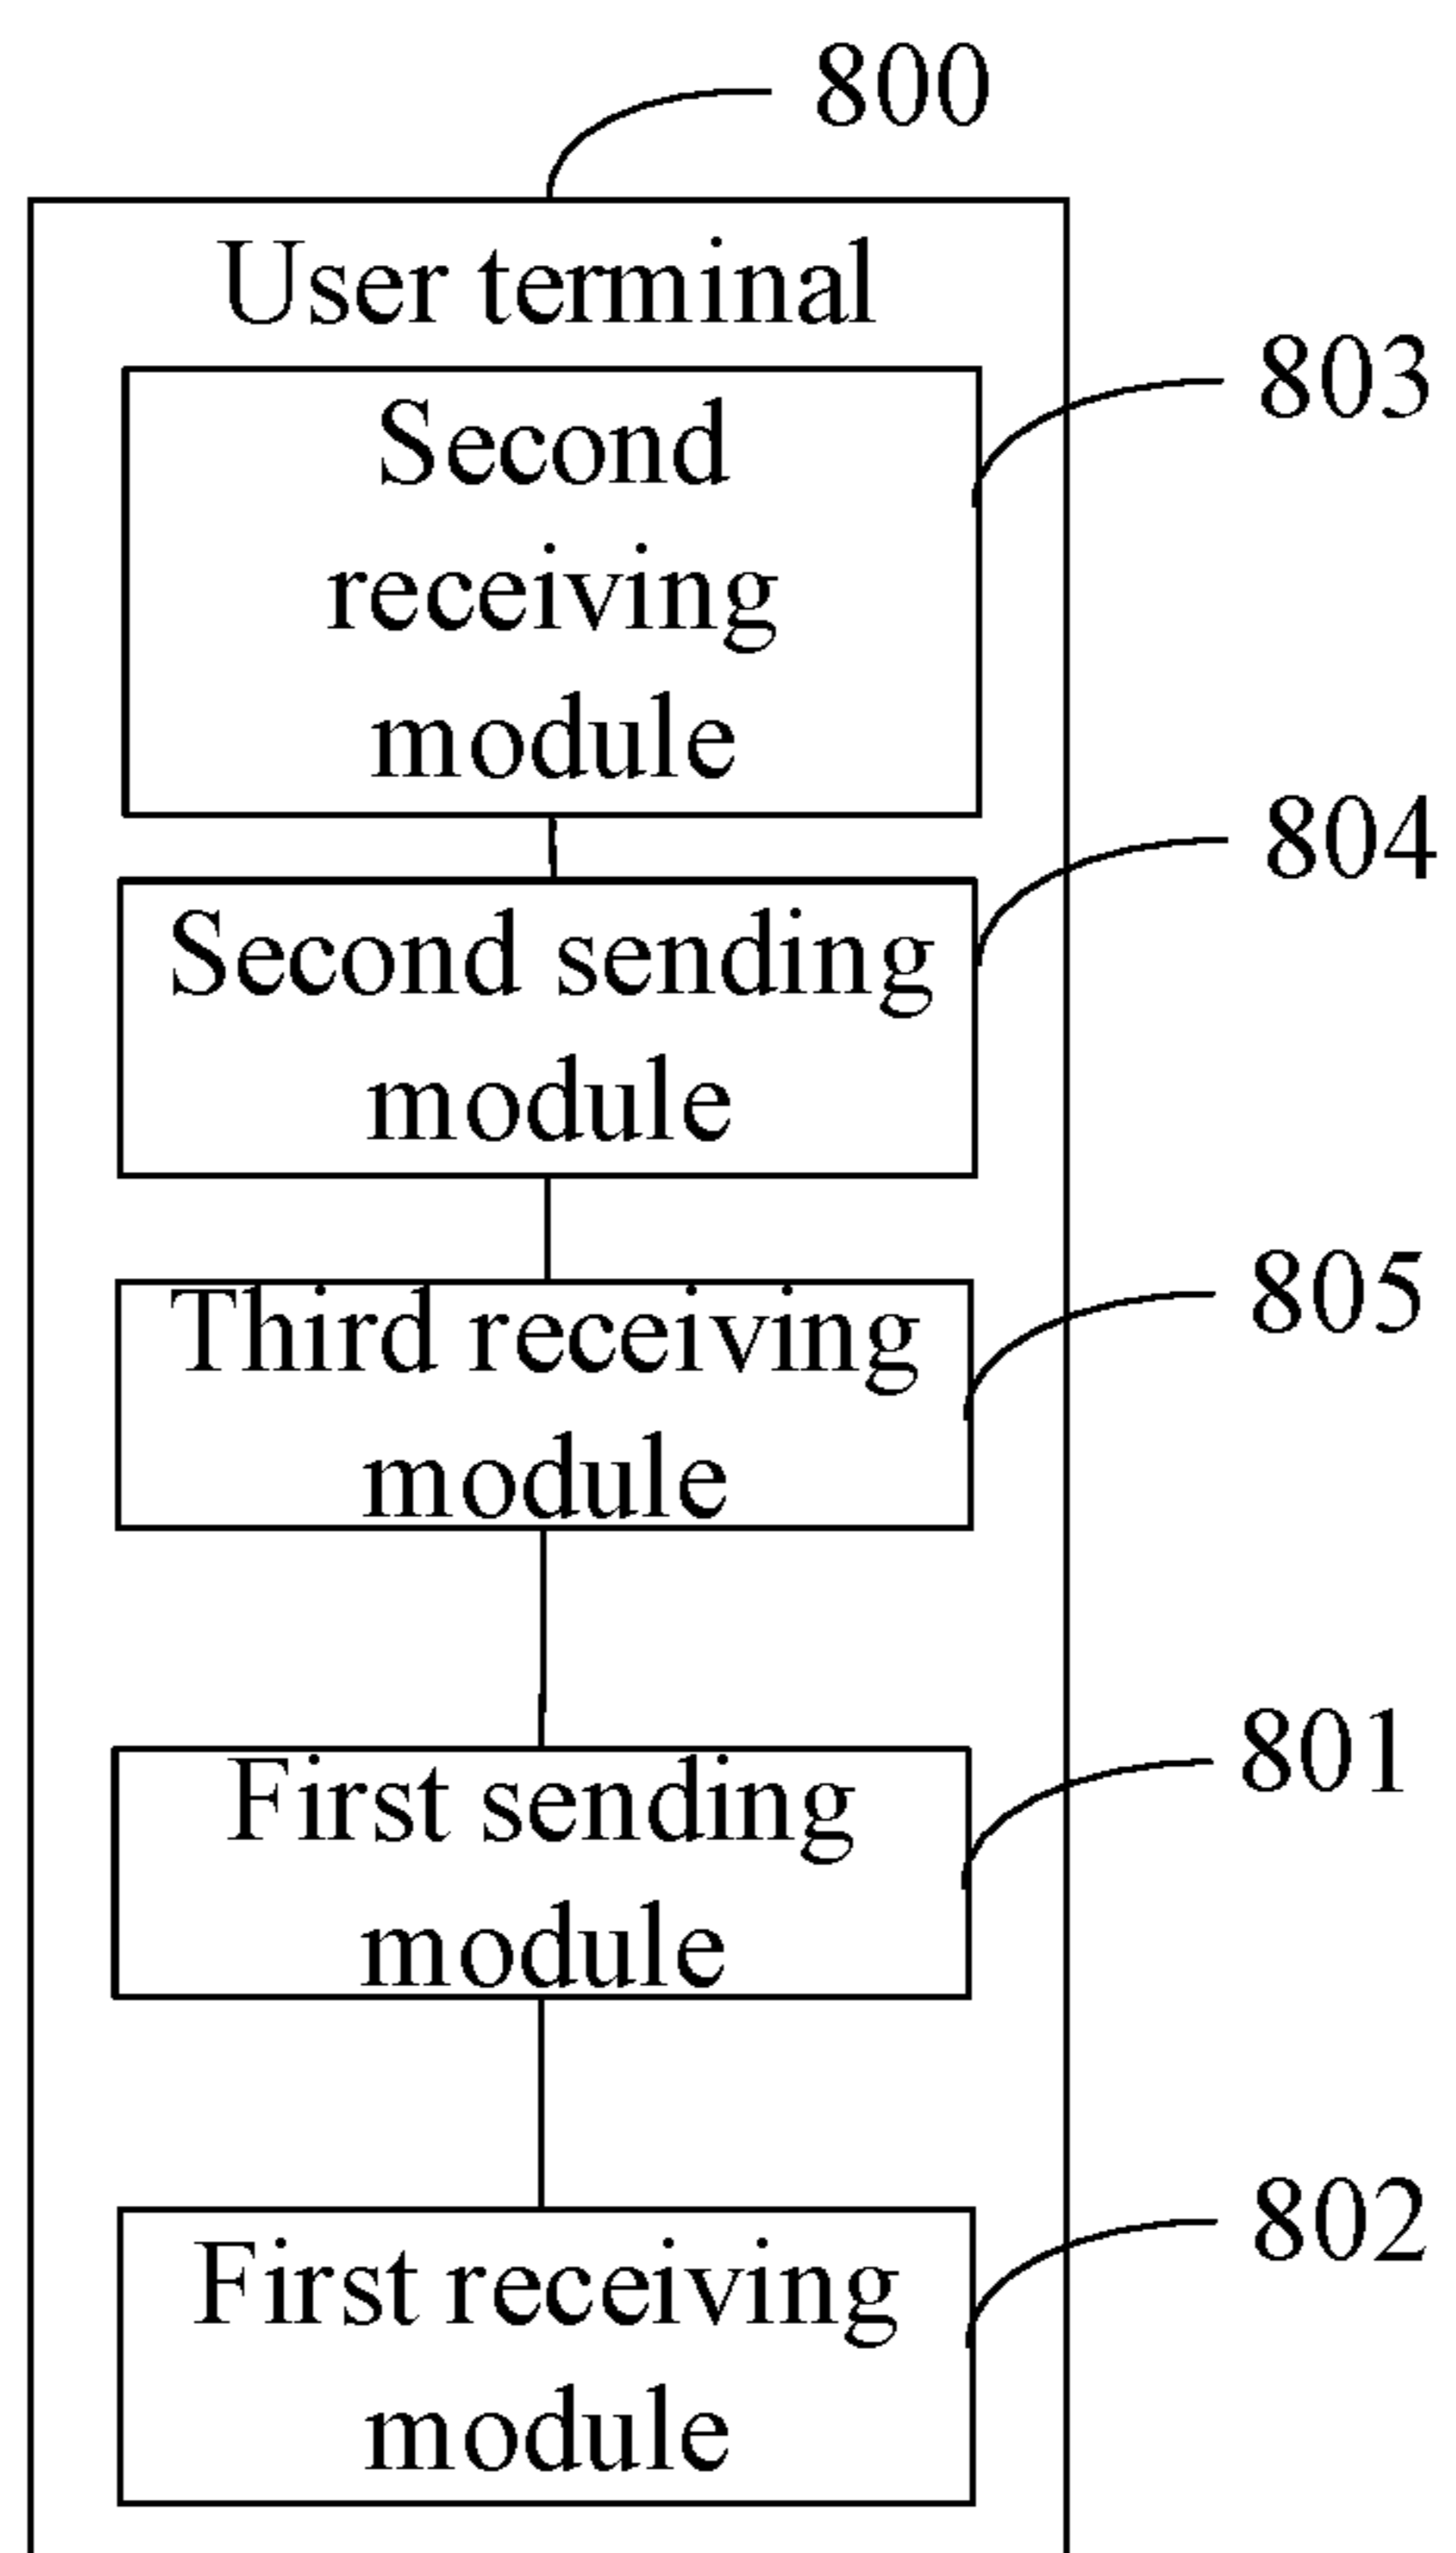 800
User terminal
803
Second
receiving
module
804
Second sending
module
805
Third receiving
module
801
First sending
module
802
First receiving
module